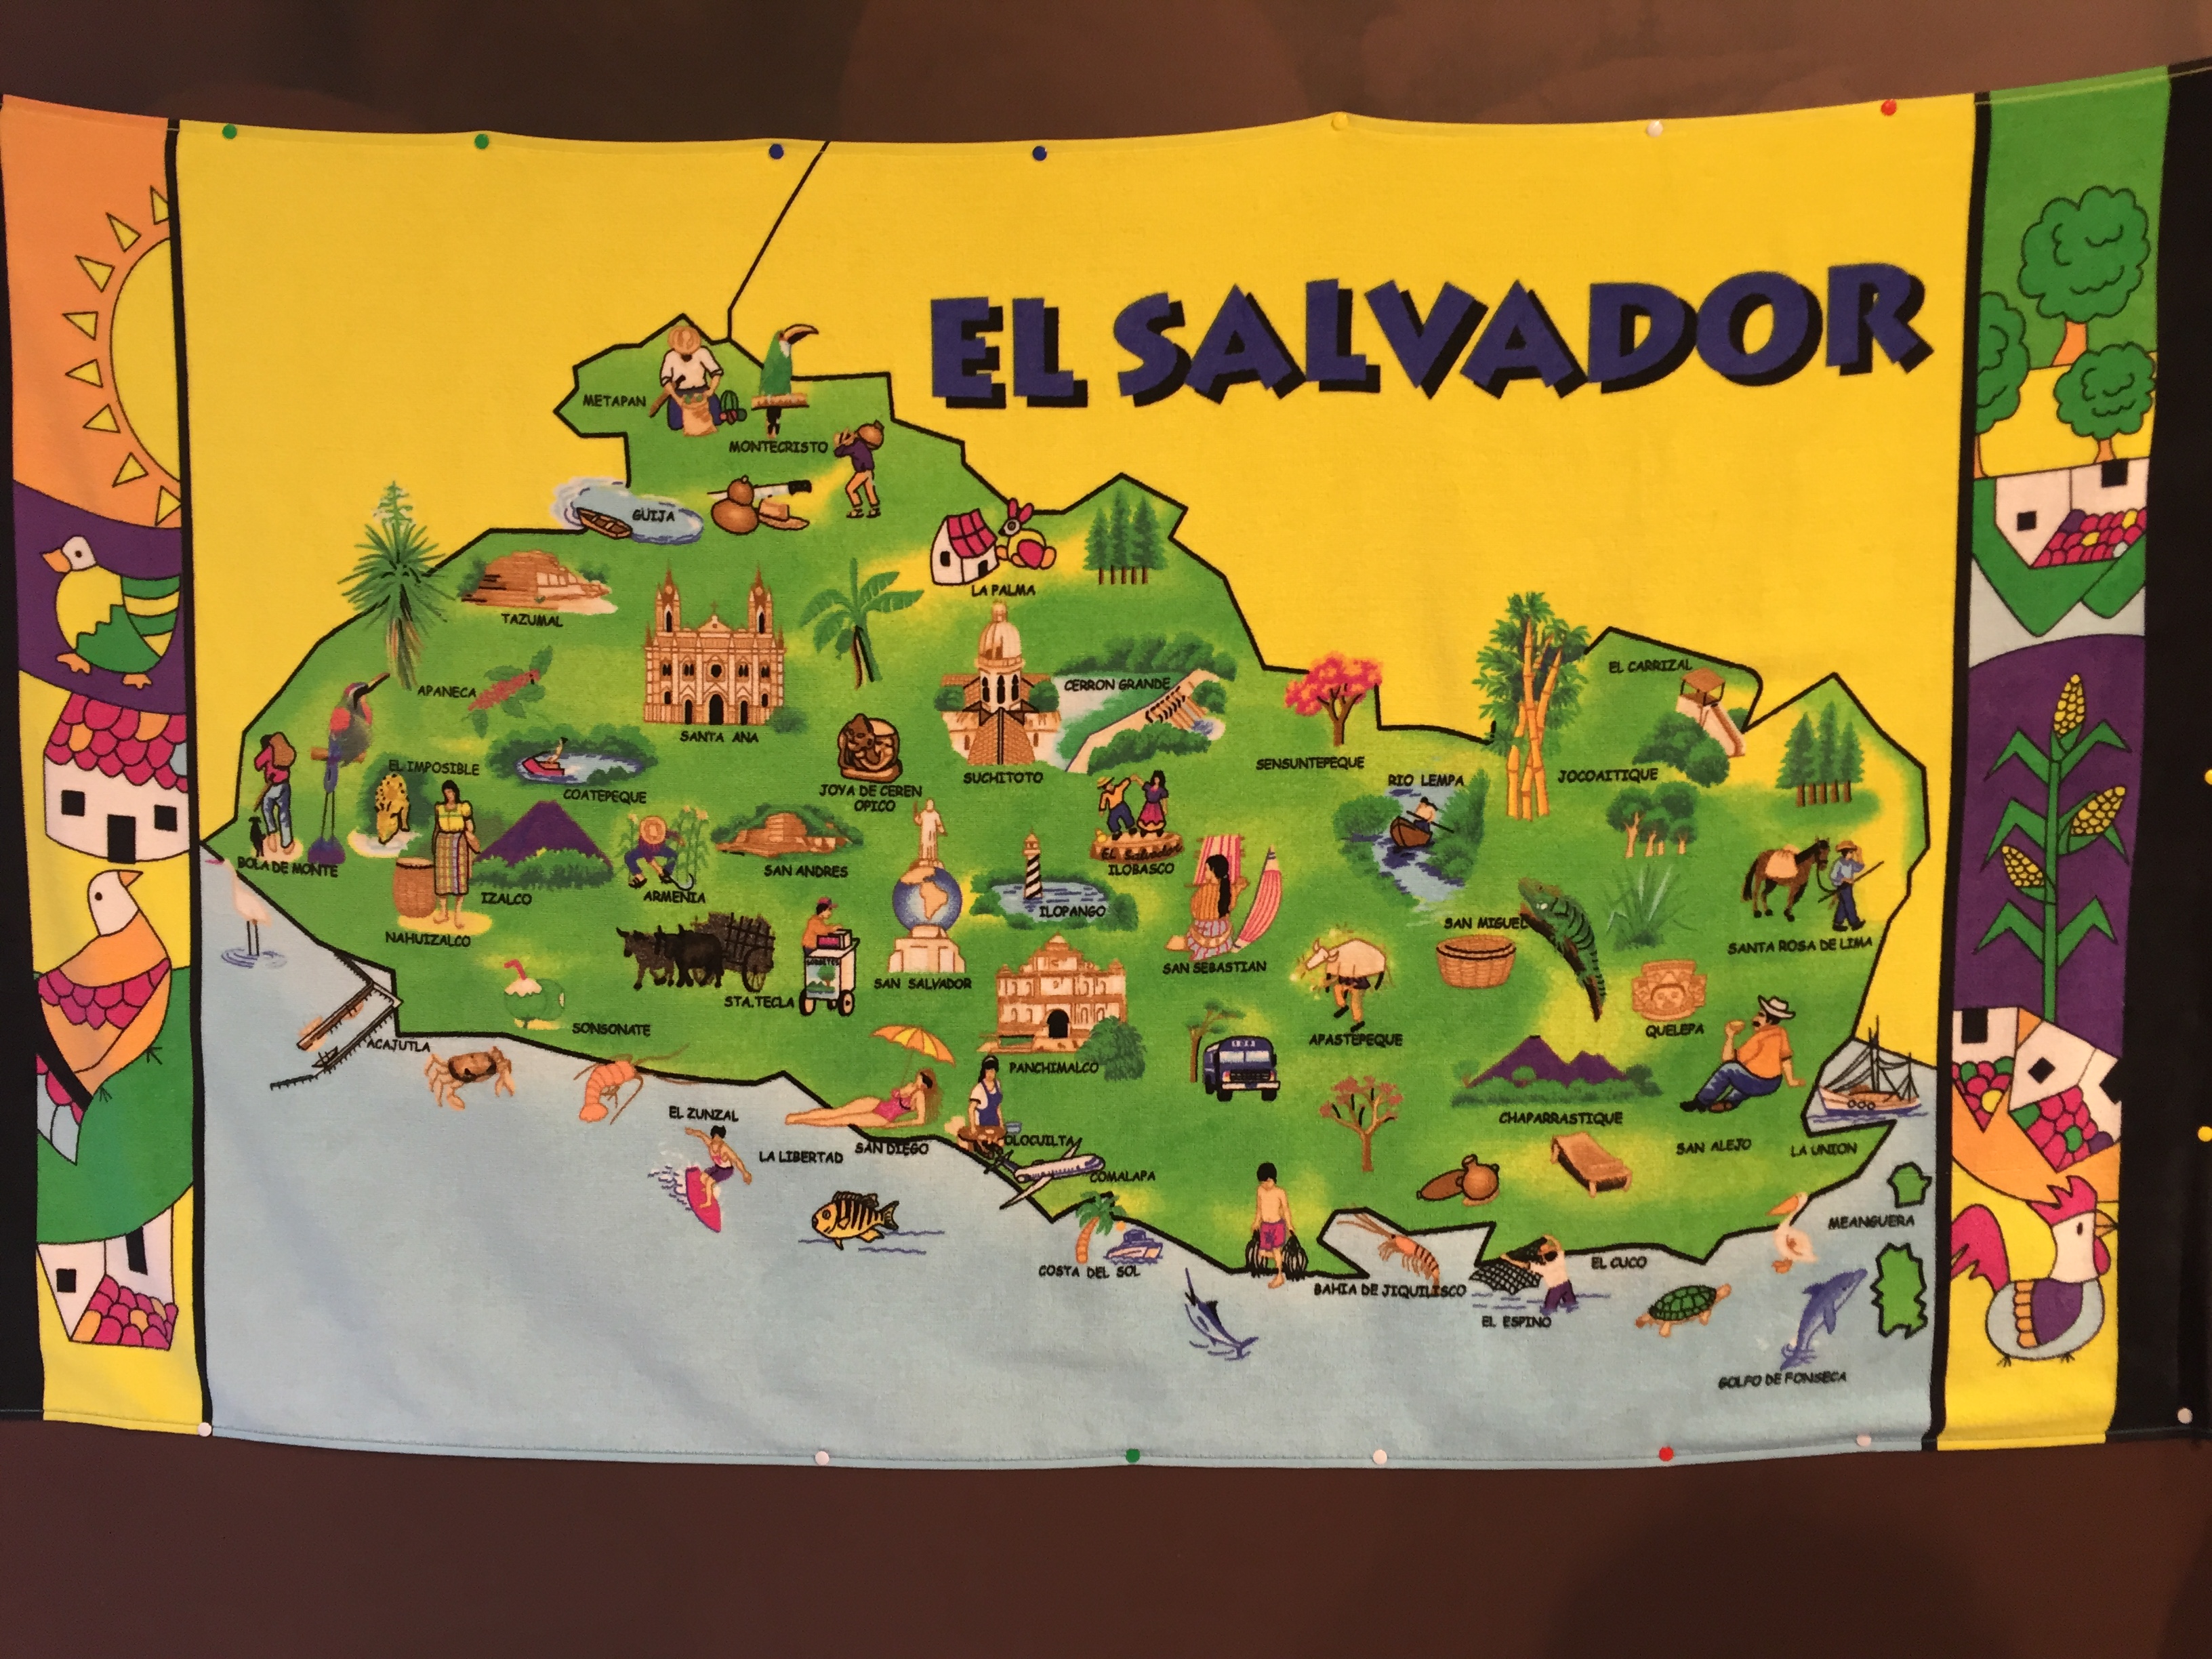 EL SALVADOR
METAPAN
MONTECRISTO
GÜIJA
LA PALMA
TAZUMAL
EL CARRIZAL
CERRON GRANDE
APANECA
SANTA ANA
SUCHITOTO
SENSUNTEPEQUE
JOCOAITIQUE
EL IMPOSIBLE
COATEPEQUE
JOYA DE CEREN
OPICO
RIO LEMPA
EL Salvador
ILOBASCO
BOLA DE MONTE
SAN ANDRES
IZALCO
ARMENIA
ILOPANGO
SAN MIGUEL
NAHUIZALCO
SANTA ROSA DE LIMA
SAN SEBASTIAN
SORBETES
SAN SALVADOR
STA. TECLA
SONSONATE
QUELEPA
ACAJUTLA
APASTEPEQUE
PANCHIMALCO
EL ZUNZAL
CHAPARRASTIQUE
LA LIBERTAD
SAN DIEGO
OLOCUILTA
SAN ALEJO
LA UNION
COMALAPA
MEANGUERA
COSTA DEL SOL
BAHIA DE JIQUILISCO
EL CUCO
EL ESPINO
GOLFO DE FONSECA